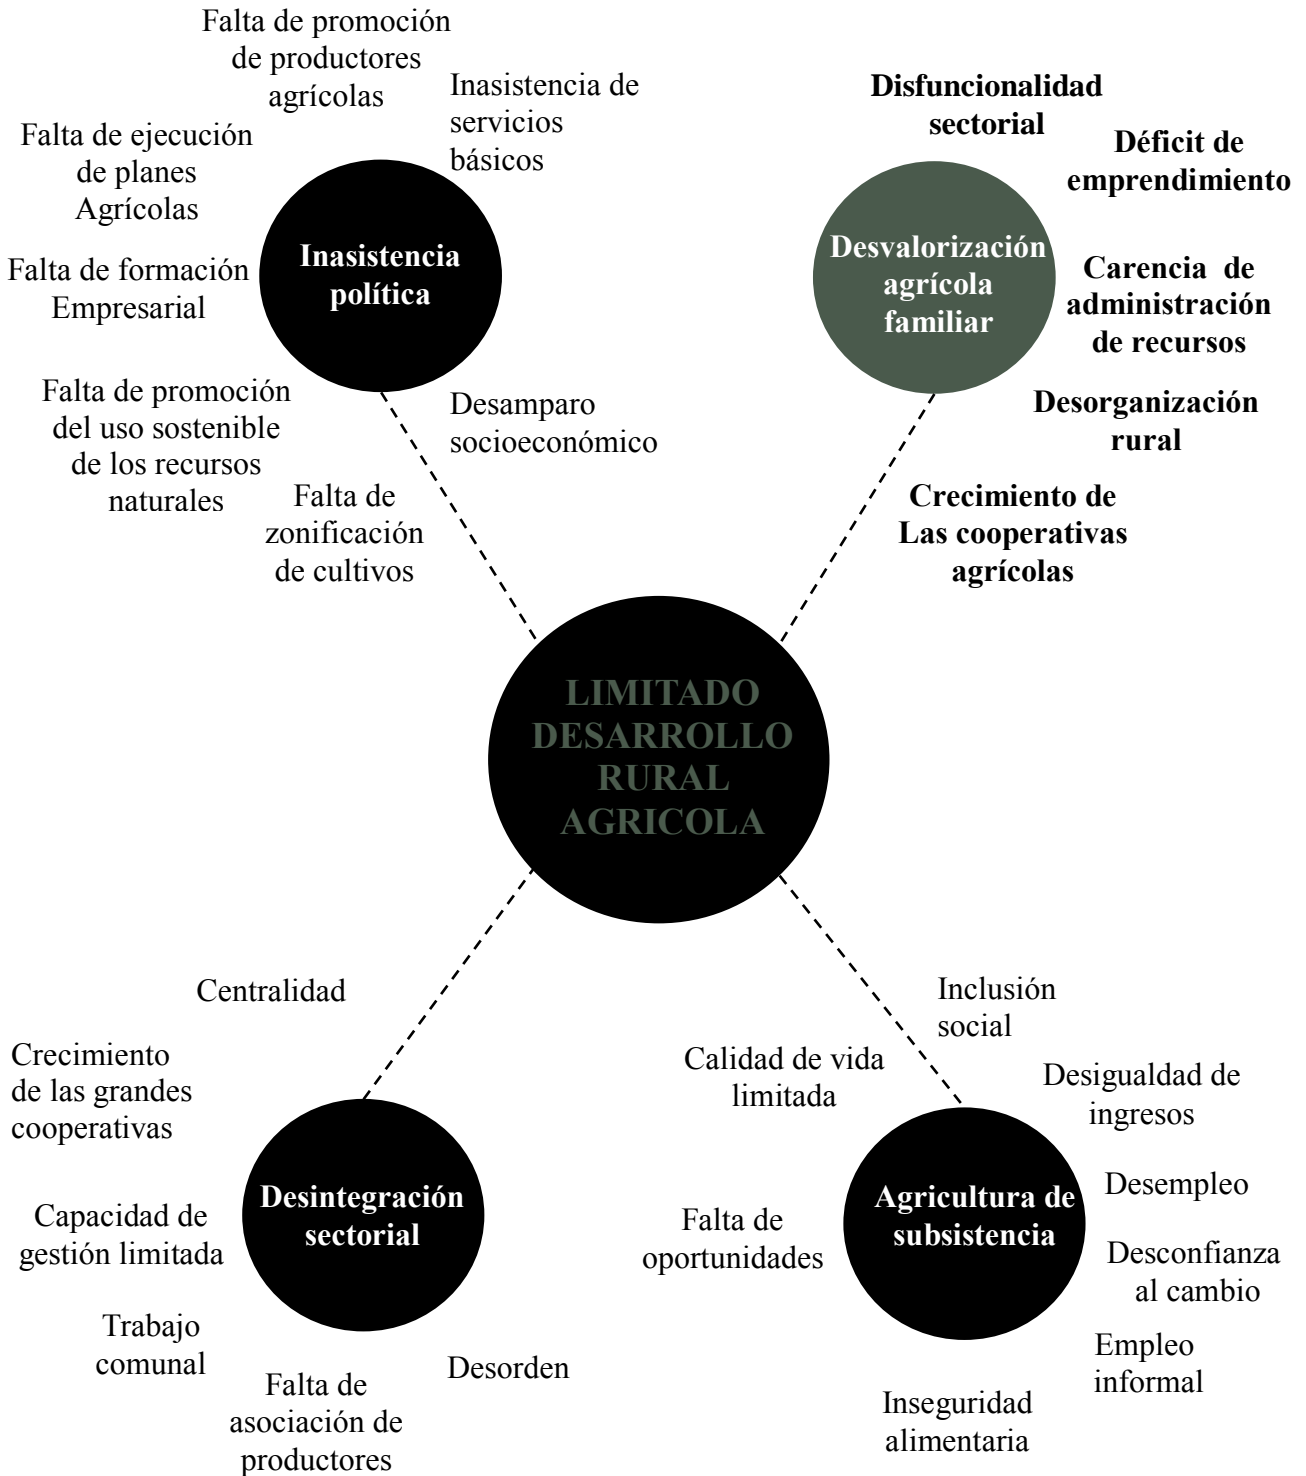 Falta de promoción
de productores
agrícolas
Inasistencia de
servicios
básicos
Falta de ejecución
de planes
Agrícolas
Inasistencia
política
Falta de formación
Empresarial
Falta de promoción
del uso sostenible
de los recursos
naturales
Desamparo
socioeconómico
Falta de
zonificación
de cultivos
Disfuncionalidad
sectorial
Déficit de
emprendimiento
Desvalorización
agrícola
familiar
Carencia de
administración
de recursos
Desorganización
rural
Crecimiento de
Las cooperativas
agrícolas
LIMITADO
DESARROLLO
RURAL
AGRICOLA
Centralidad
Crecimiento
de las grandes
cooperativas
Desintegración
sectorial
Capacidad de
gestión limitada
Trabajo
comunal
Falta de
asociación de
productores
Desorden
Inclusión
social
Calidad de vida
limitada
Desigualdad de
ingresos
Agricultura de
subsistencia
Desempleo
Falta de
oportunidades
Desconfianza
al cambio
Empleo
informal
Inseguridad
alimentaria